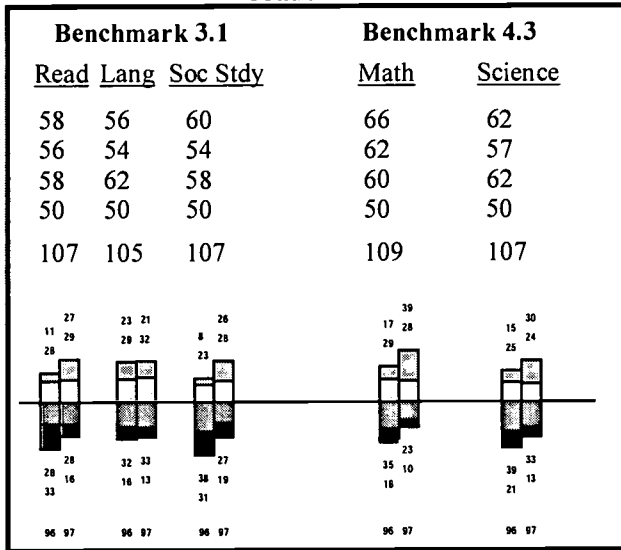 Benchmark 3.1 Benchmark 4.3
Read Lang Soc Stdy Math Science
58 56 60 66 62
56 54 54 62 57
58 62 58 60 62
50 50 50 50 50
107 105 107 109 107
27 23 21 26 39 30
11 29 29 32 8 28 17 28 15 24
28 23 29 25
28 32 33 27 23 33
28 16 16 13 38 19 35 10 39 13
33 31 18 21
96 97 96 97 96 97 96 97 96 97